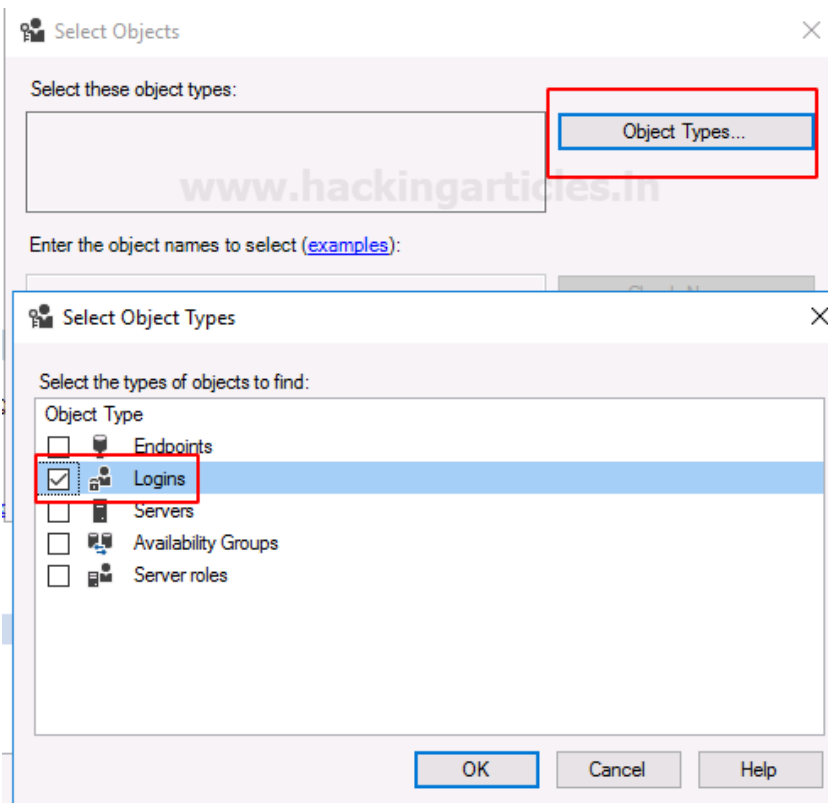 Select Objects
Select these object types:
Object Types...
www.hackingarticles.in
Enter the object names to select (examples):
Select Object Types
Select the types of objects to find:
Object Type
Endpoints
Logins
Servers
Availability Groups
Server roles
OK Cancel Help